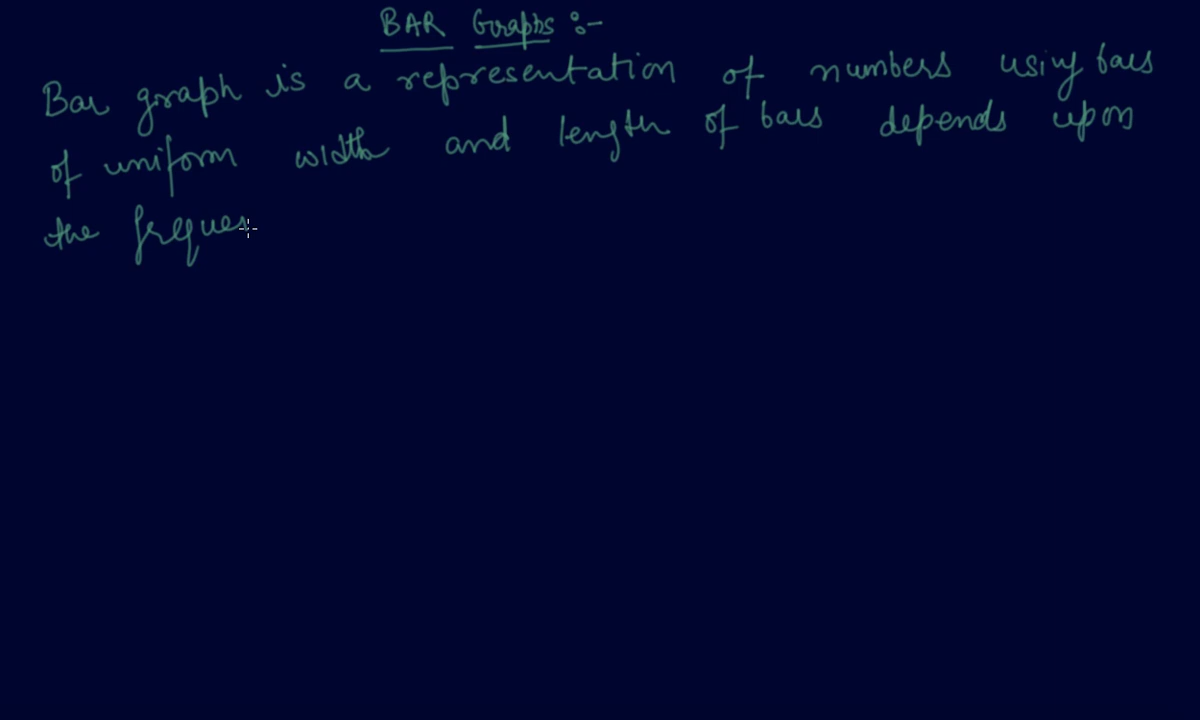 BAR Graphs :-
Bar graph is a representation of numbers using bars
of uniform width and length of bars depends upon
the freques